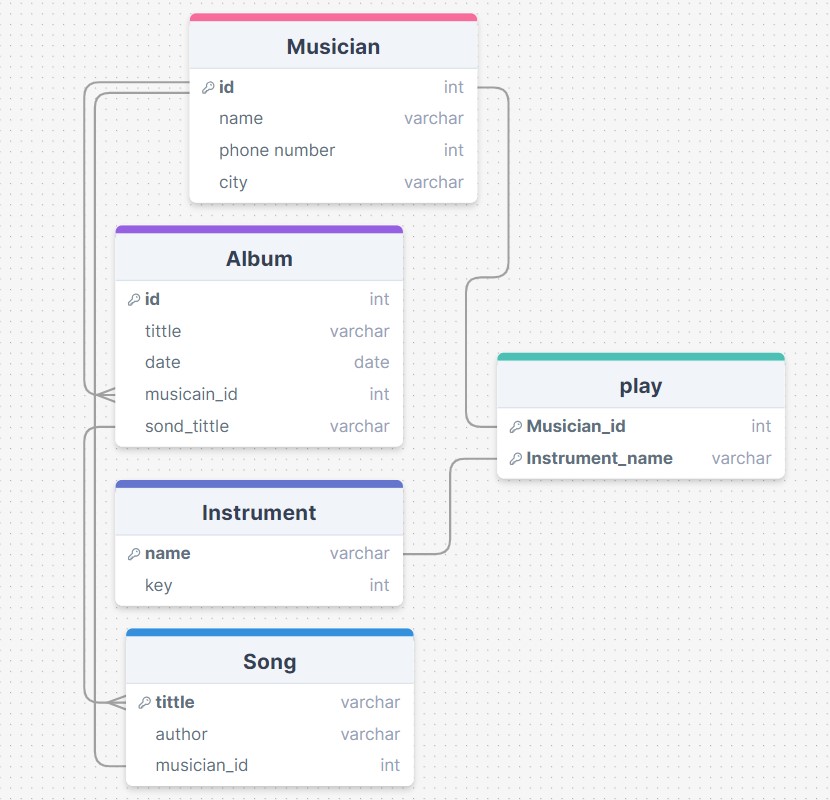 Musician
id int
name varchar
phone number int
city varchar
Album
id int
tittle varchar
date date
musicain_id int
sond_tittle varchar
play
Musician_id int
Instrument_name varchar
Instrument
name varchar
key int
Song
tittle varchar
author varchar
musician_id int